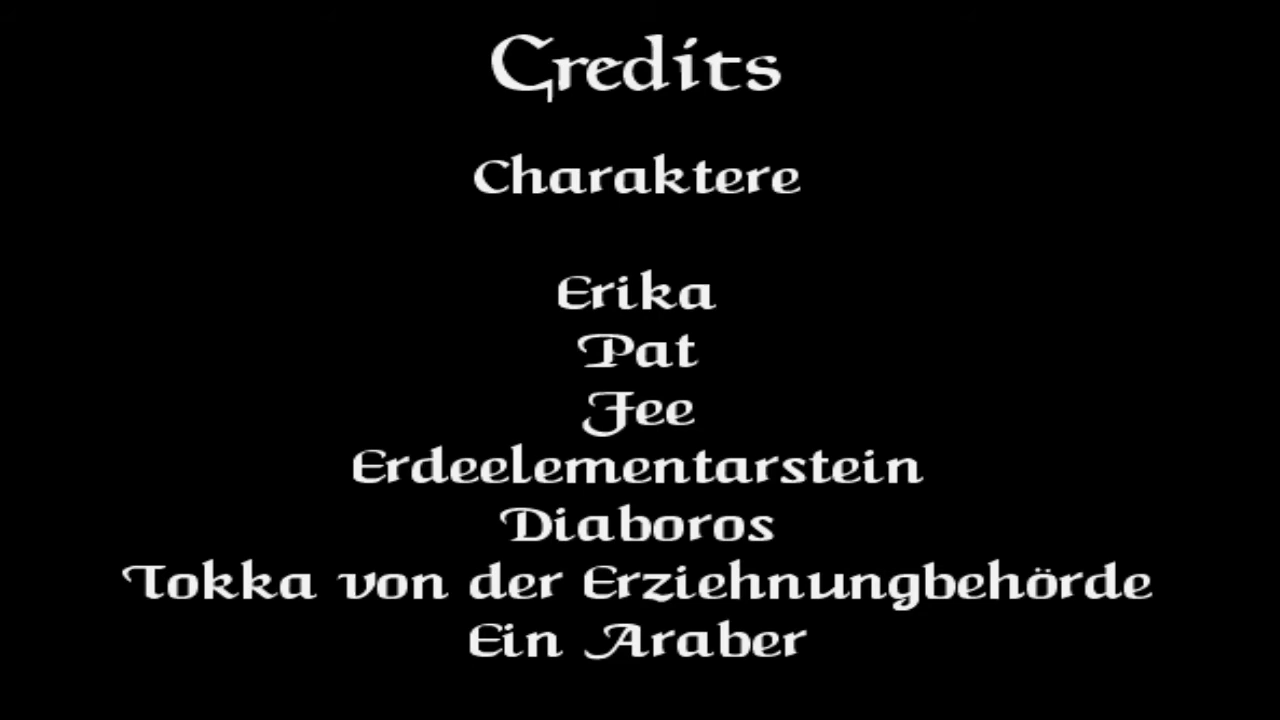 Credits
Charaktere
Erika
Pat
Fee
Erdeelementarstein
Diaboros
Tokka von der Erziehnungbehörde
Ein Araber